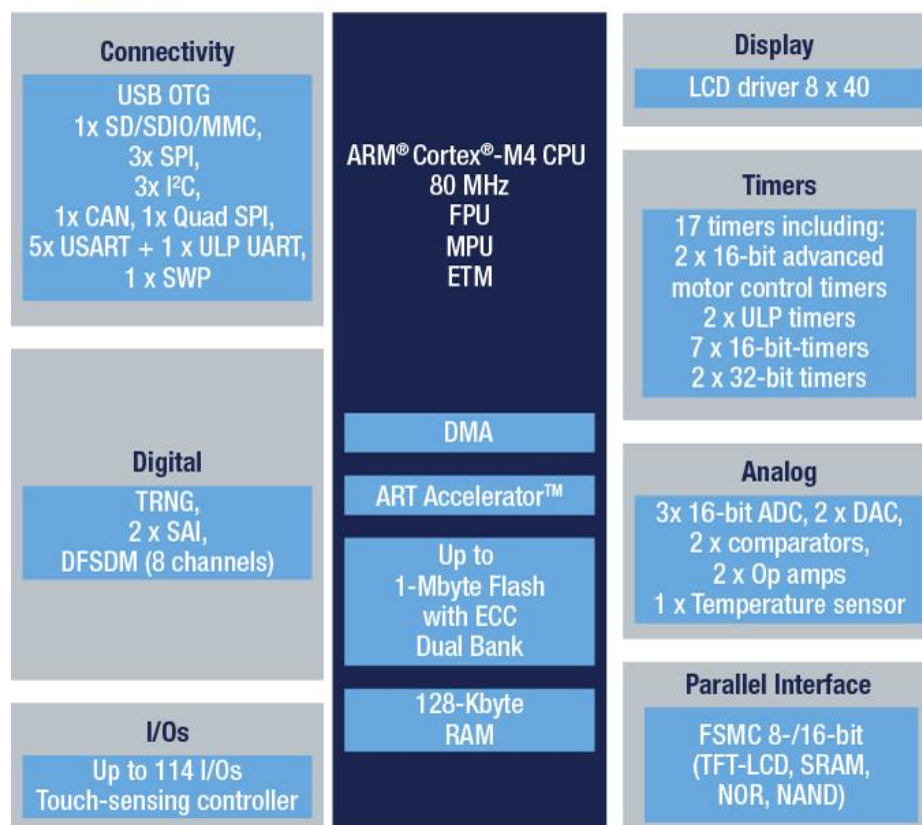 Connectivity
USB OTG
1x SD/SDIO/MMC,
3x SPI,
3x I²C,
1x CAN, 1x Quad SPI,
5x USART + 1 x ULP UART,
1 x SWP
Digital
TRNG,
2 x SAI,
DFSDM (8 channels)
I/Os
Up to 114 I/Os
Touch-sensing controller
ARM® Cortex®-M4 CPU
80 MHz
FPU
MPU
ETM
DMA
ART Accelerator™
Up to
1-Mbyte Flash
with ECC
Dual Bank
128-Kbyte
RAM
Display
LCD driver 8 x 40
Timers
17 timers including:
2 x 16-bit advanced
motor control timers
2 x ULP timers
7 x 16-bit-timers
2 x 32-bit timers
Analog
3x 16-bit ADC, 2 x DAC,
2 x comparators,
2 x Op amps
1 x Temperature sensor
Parallel Interface
FSMC 8-/16-bit
(TFT-LCD, SRAM,
NOR, NAND)